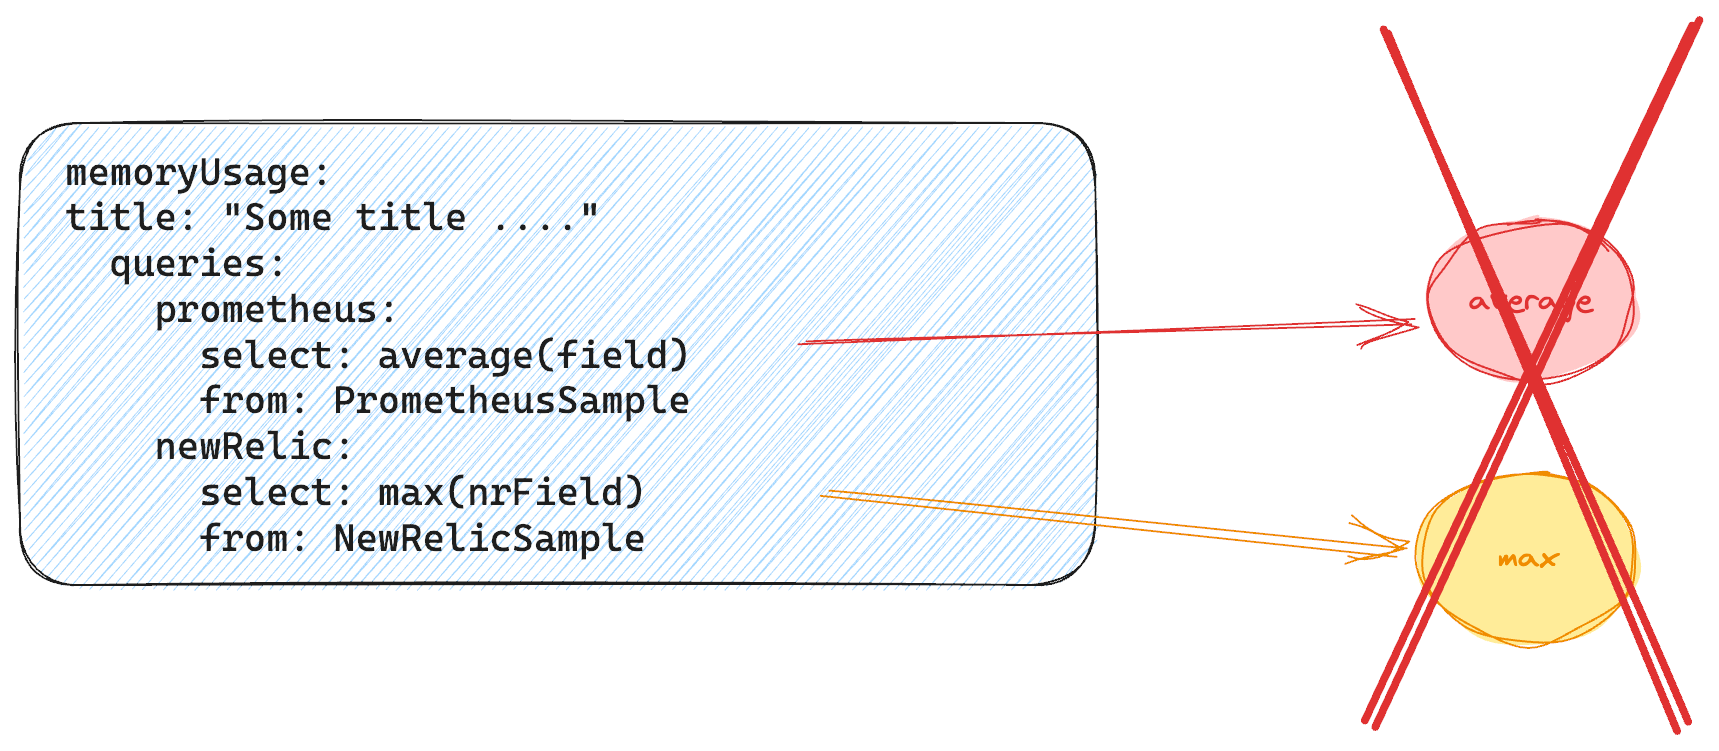 memoryUsage:
title: "Some title ...."
queries:
prometheus:
select: average(field)
from: PrometheusSample
newRelic:
select: max(nrField)
from: NewRelicSample
average
max